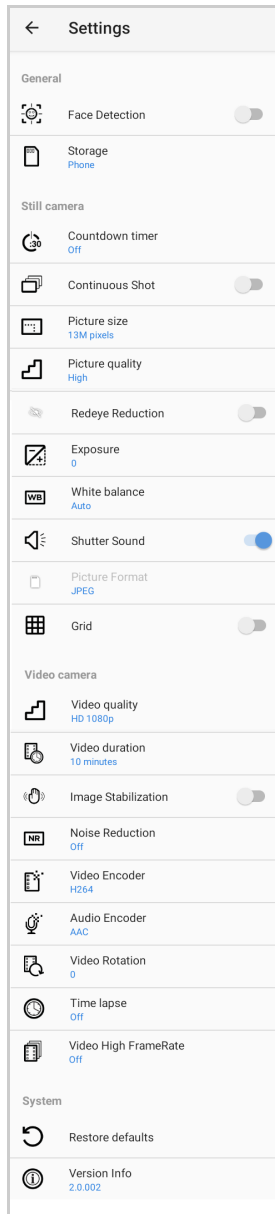 Settings
General
Face Detection
Storage
Phone
Still camera
:30
Countdown timer
Off
Continuous Shot
Picture size
13M pixels
Picture quality
High
Redeye Reduction
Exposure
0
WB
White balance
Auto
Shutter Sound
Picture Format
JPEG
Grid
Video camera
Video quality
HD 1080p
Video duration
10 minutes
Image Stabilization
NR
Noise Reduction
Off
Video Encoder
H264
Audio Encoder
AAC
Video Rotation
0
Time lapse
Off
Video High FrameRate
Off
System
Restore defaults
Version Info
2.0.002